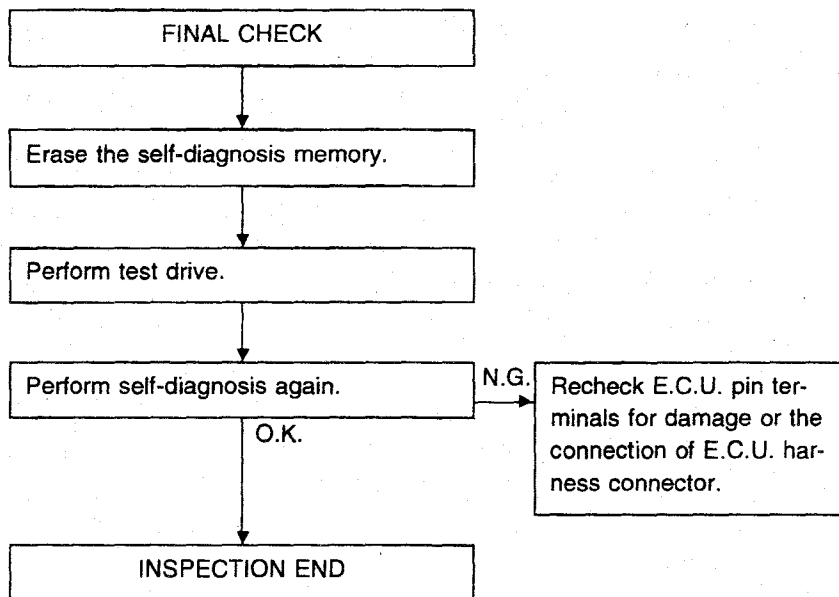 FINAL CHECK
Erase the self-diagnosis memory.
Perform test drive.
Perform self-diagnosis again.
N.G.
Recheck E.C.U. pin ter-
minals for damage or the
connection of E.C.U. har-
ness connector.
O.K.
INSPECTION END